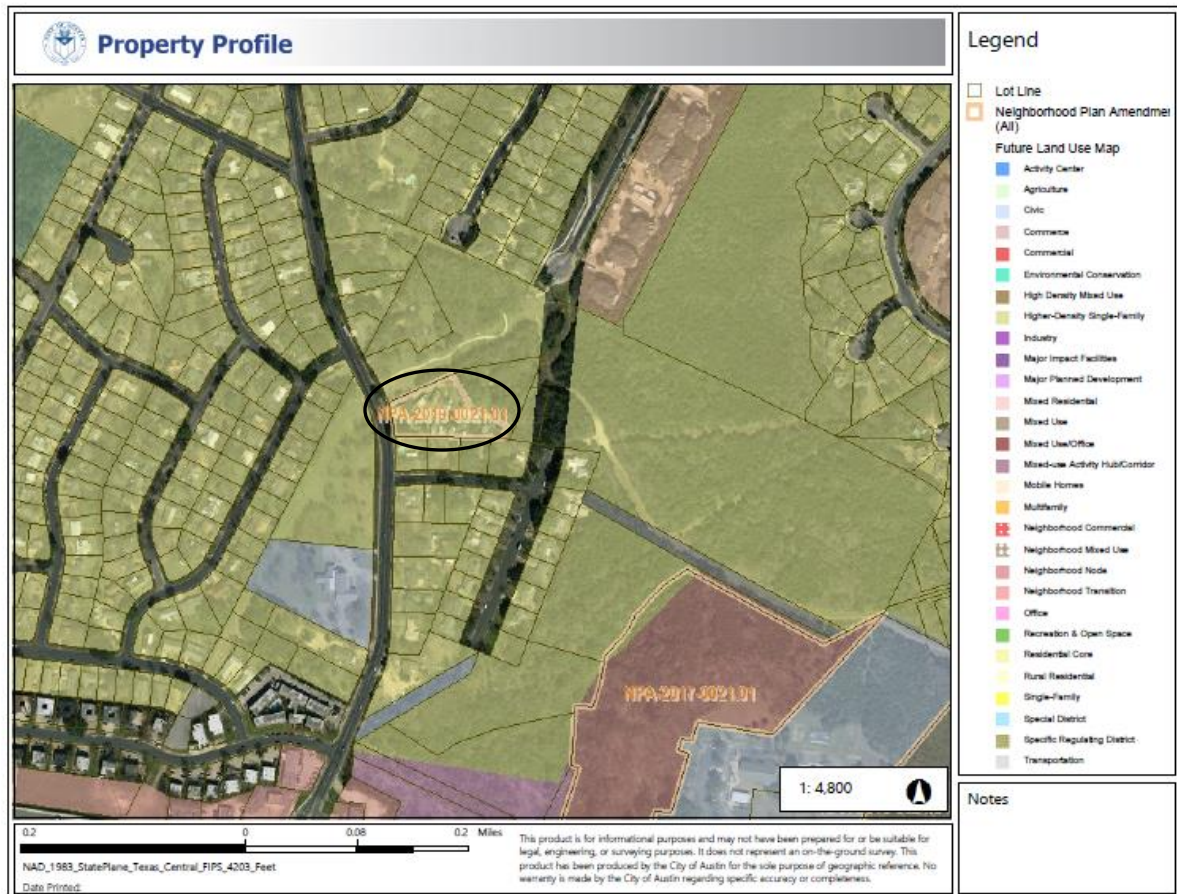 Property Profile
NPA-2019-0021.01
NPA-2017-0021.01
1: 4,800
Legend
Lot Line
Neighborhood Plan Amendmer
(All)
Future Land Use Map
Activity Center
Agriculture
Civic
Commerce
Commercial
Environmental Conservation
High Density Mixed Use
Higher-Density Single-Family
Industry
Major Impact Facilities
Major Planned Development
Mixed Residential
Mixed Use
Mixed Use/Office
Mixed-use Activity Hub/Corridor
Mobile Homes
Multifamily
Neighborhood Commercial
Neighborhood Mixed Use
Neighborhood Node
Neighborhood Transition
Office
Recreation & Open Space
Residential Core
Rural Residential
Single-Family
Special District
Specific Regulating District
Transportation
Notes
0.2 0 0.08 0.2 Miles
NAD_1983_StatePlane_Texas_Central_FIPS_4203_Feet
Date Printed:
This product is for informational purposes and may not have been prepared for or be suitable for
legal, engineering, or surveying purposes. It does not represent an on-the-ground survey. This
product has been produced by the City of Austin for the sole purpose of geographic reference. No
warranty is made by the City of Austin regarding specific accuracy or completeness.